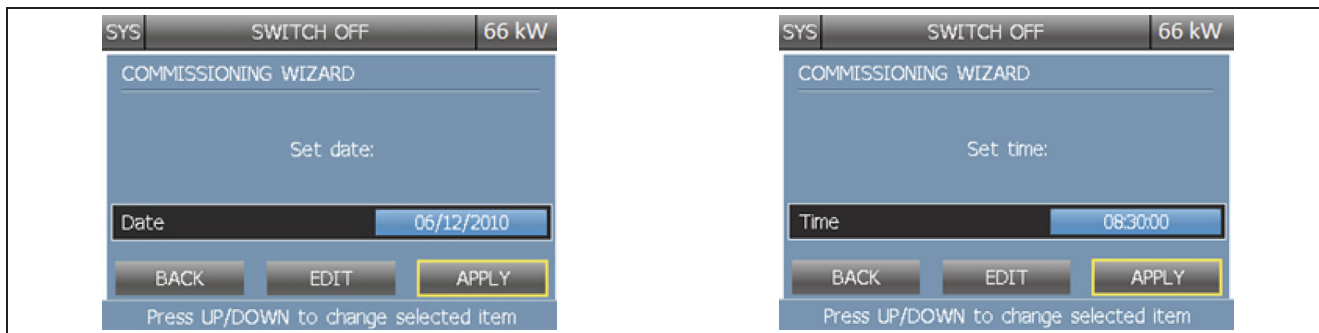 SYS SWITCH OFF 66 kW
COMMISSIONING WIZARD
Set date:
Date 06/12/2010
BACK EDIT APPLY
Press UP/DOWN to change selected item
SYS SWITCH OFF 66 kW
COMMISSIONING WIZARD
Set time:
Time 08:30:00
BACK EDIT APPLY
Press UP/DOWN to change selected item